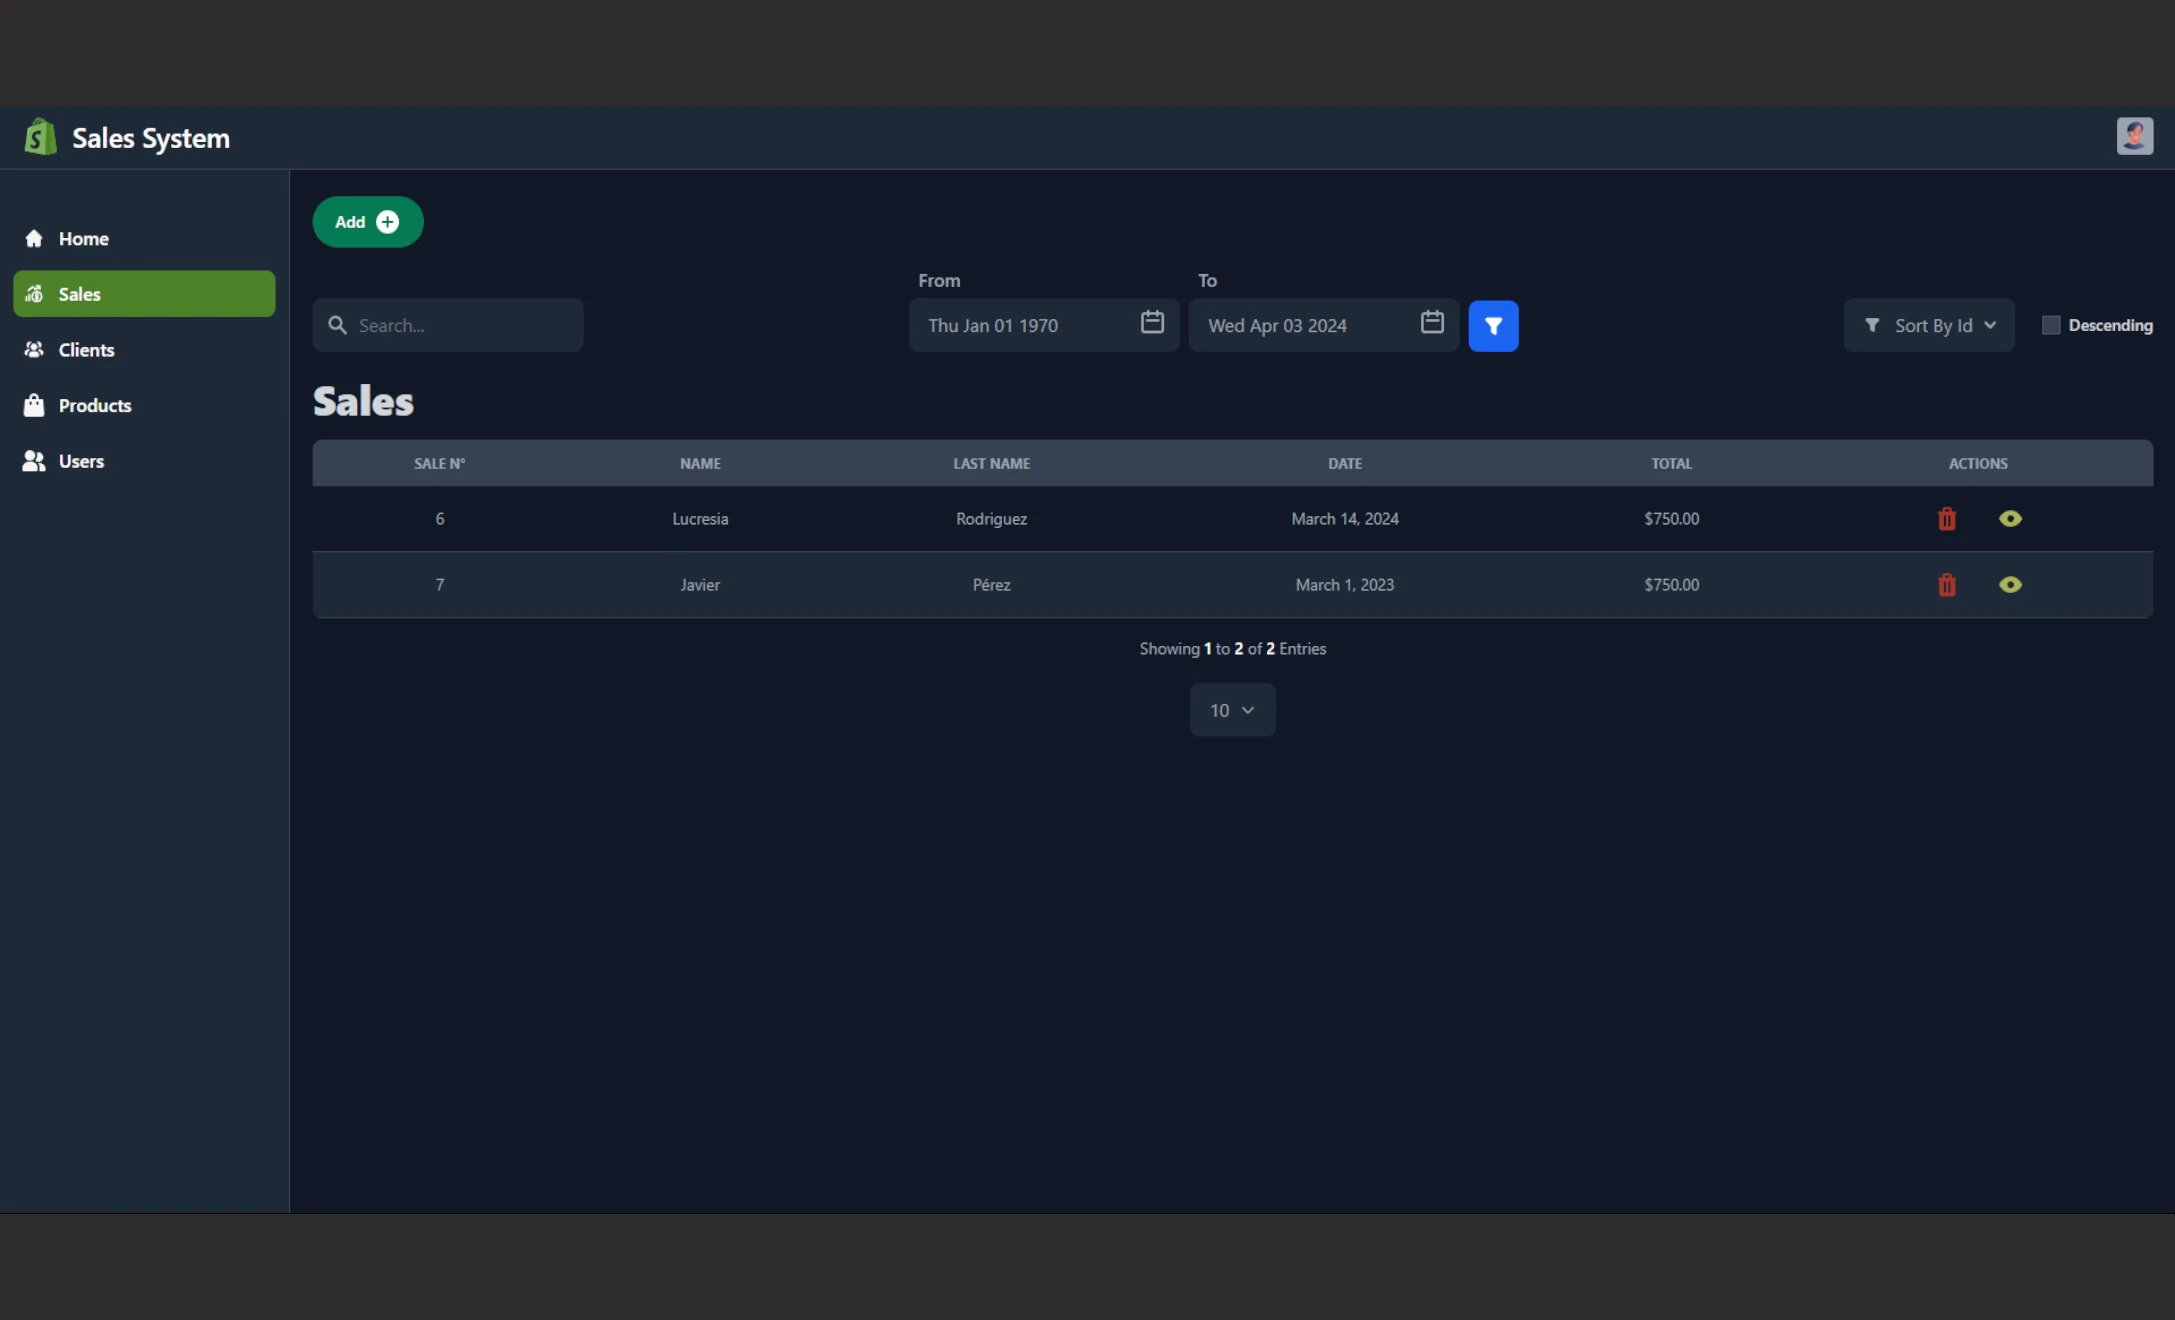 Sales System
Home
Sales
Clients
Products
Users
Add
From
To
Search...
Thu Jan 01 1970
Wed Apr 03 2024
Sort By Id
Descending
Sales
SALE N° NAME LAST NAME DATE TOTAL ACTIONS
6 Lucresia Rodriguez March 14, 2024 $750.00
7 Javier Pérez March 1, 2023 $750.00
Showing 1 to 2 of 2 Entries
10